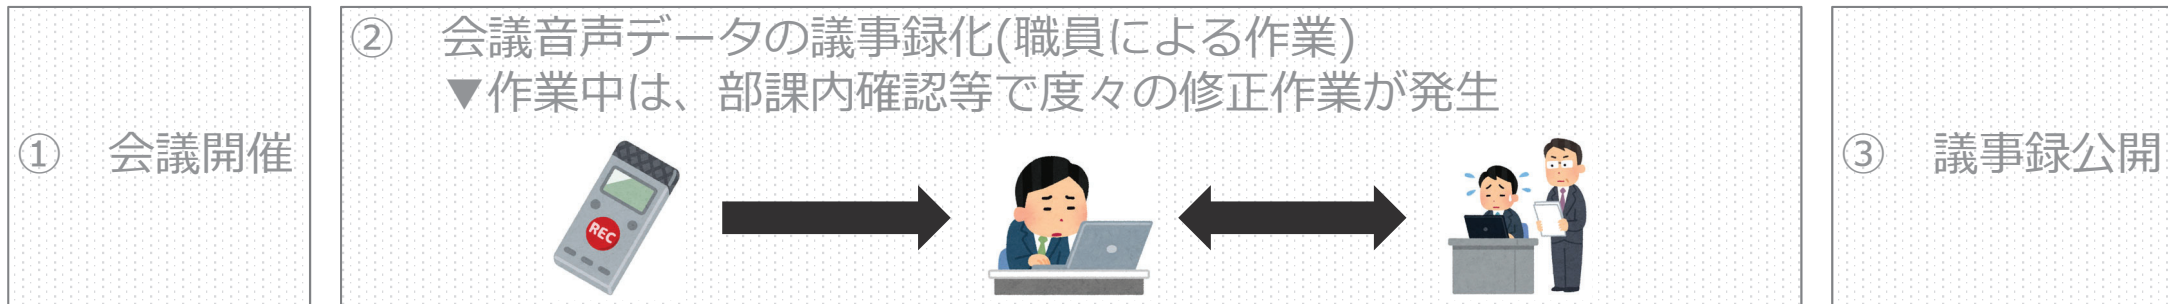 ① 会議開催
② 会議音声データの議事録化(職員による作業)
▼作業中は、部課内確認等で度々の修正作業が発生
REC
③ 議事録公開